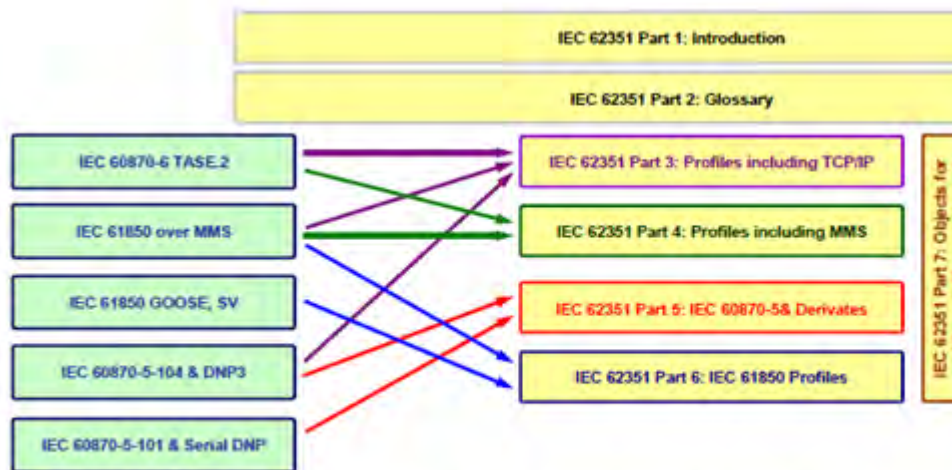 IEC 62351 Part 1: Introduction
IEC 62351 Part 2: Glossary
IEC 60870-6 TASE.2
IEC 62351 Part 3: Profiles including TCP/IP
IEC 61850 over MMS
IEC 62351 Part 4: Profiles including MMS
IEC 61850 GOOSE, SV
IEC 62351 Part 5: IEC 60870-5& Derivates
IEC 60870-5-104 & DNP3
IEC 62351 Part 6: IEC 61850 Profiles
IEC 60870-5-101 & Serial DNP
IEC 62351 Part 7: Objects for